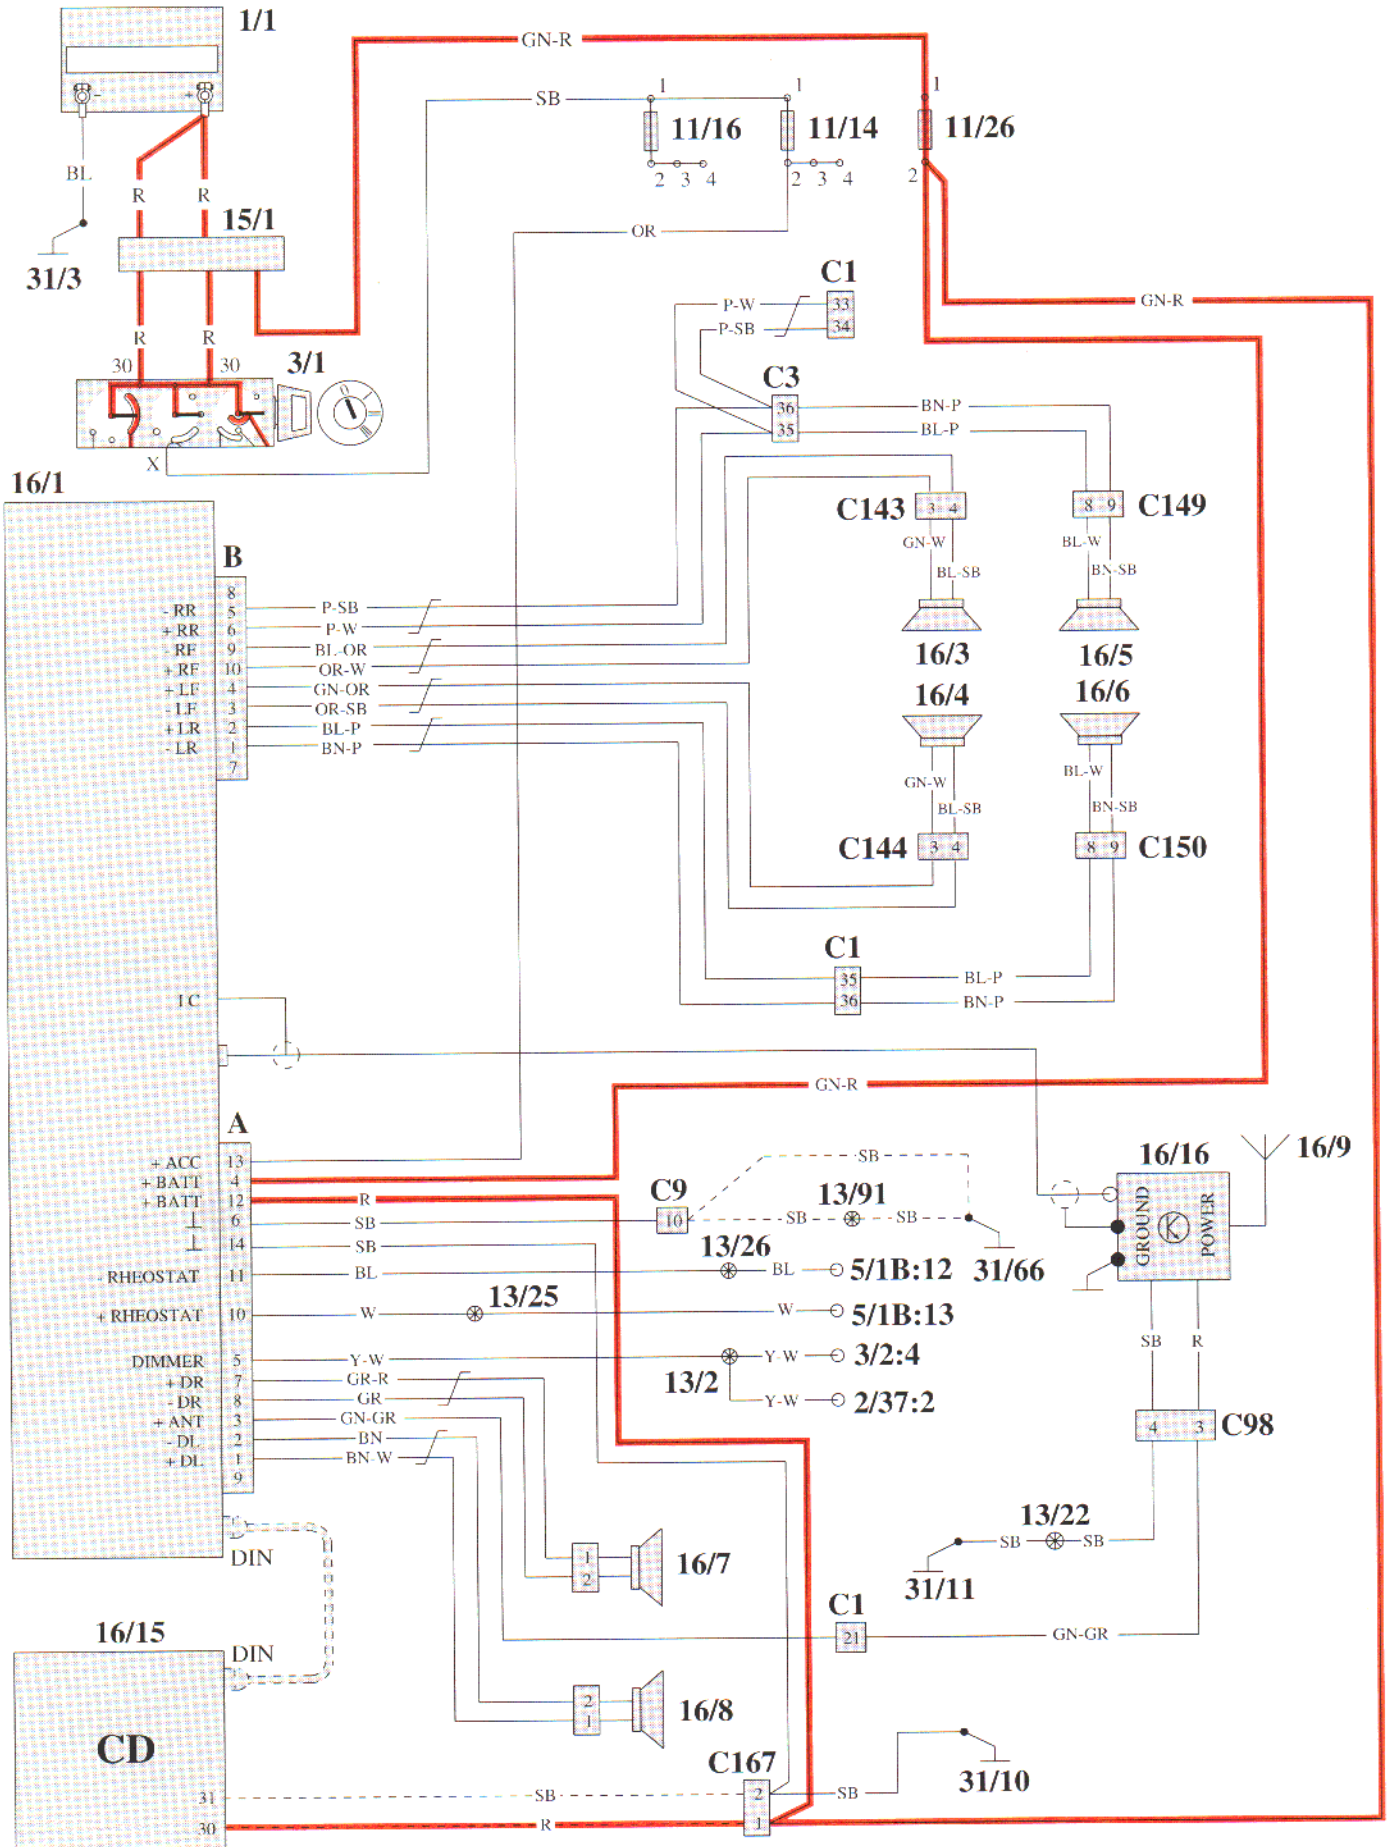 1/1
GN-R
- +
SB 1 1 1
11/16 11/14 11/26
BL
2 3 4 2 3 4 2
R R
15/1
OR
31/3
C1
P-W 33
GN-R
P-SB 34
R R
30 30 3/1
C3
36 BN-P
35 BL-P
X
16/1
C143 3 4 8 9 C149
GN-W BL-W
B
BL-SB BN-SB
8
- RR 5 P-SB
+ RR 6 P-W
- RF 9 BL-OR
16/3 16/5
+ RF 10 OR-W
+ LF 4 GN-OR
16/4 16/6
- LF 3 OR-SB
+ LR 2 BL-P
- LR 1 BN-P
7
GN-W BL-W
BL-SB BN-SB
C144 3 4 8 9 C150
C1
35 BL-P
36 BN-P
I C
GN-R
A
16/16 16/9
+ ACC 13
SB
+ BATT 4
+ BATT 12 R
C9 13/91
6 SB 10 SB SB
GROUND
POWER
14 SB
13/26
- RHEOSTAT 11 BL BL 5/1B:12 31/66
13/25
+ RHEOSTAT 10 W W 5/1B:13
SB R
DIMMER 5 Y-W Y-W 3/2:4
+ DR 7 GR-R
13/2
- DR 8 GR Y-W 2/37:2
+ ANT 3 GN-GR
4 3 C98
- DL 2 BN
+ DL 1 BN-W
9
13/22
SB SB
DIN
1 16/7
2
31/11
C1
21 GN-GR
16/15
DIN
2 16/8
1
CD
C167
31/10
31 SB 2 SB
30 R 1